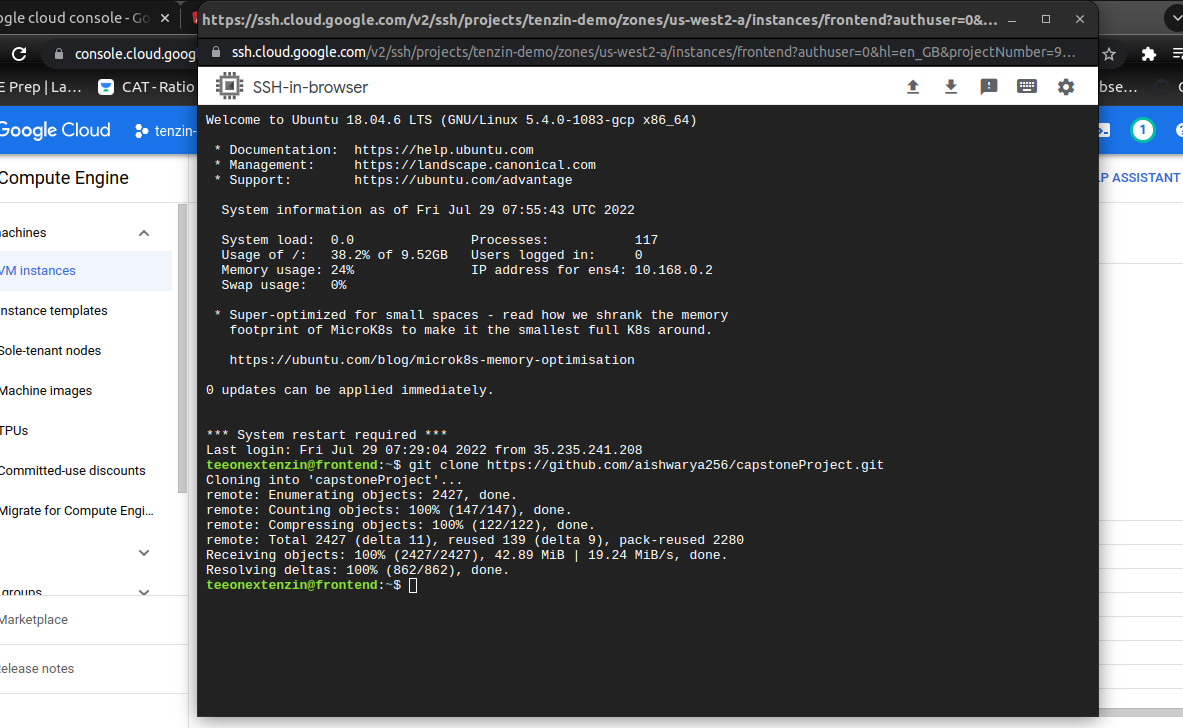 gle cloud console - Go
https://ssh.cloud.google.com/v2/ssh/projects/tenzin-demo/zones/us-west2-a/instances/frontend?authuser=0&...
console.cloud.goog
ssh.cloud.google.com/v2/ssh/projects/tenzin-demo/zones/us-west2-a/instances/frontend?authuser=0&hl=en_GB&projectNumber=9...
E Prep | La...
CAT - Ratio
SSH-in-browser
bse...
Google Cloud
tenzin-
1
Compute Engine
LP ASSISTANT
achines
VM instances
nstance templates
Sole-tenant nodes
Machine images
TPUs
Committed-use discounts
Migrate for Compute Engi...
groups
Marketplace
elease notes
Welcome to Ubuntu 18.04.6 LTS (GNU/Linux 5.4.0-1083-gcp x86_64)
* Documentation: https://help.ubuntu.com
* Management: https://landscape.canonical.com
* Support: https://ubuntu.com/advantage
System information as of Fri Jul 29 07:55:43 UTC 2022
System load: 0.0 Processes: 117
Usage of /: 38.2% of 9.52GB Users logged in: 0
Memory usage: 24% IP address for ens4: 10.168.0.2
Swap usage: 0%
* Super-optimized for small spaces - read how we shrank the memory
footprint of MicroK8s to make it the smallest full K8s around.
https://ubuntu.com/blog/microk8s-memory-optimisation
0 updates can be applied immediately.
*** System restart required ***
Last login: Fri Jul 29 07:29:04 2022 from 35.235.241.208
teeonextenzin@frontend:~$ git clone https://github.com/aishwarya256/capstoneProject.git
Cloning into 'capstoneProject'...
remote: Enumerating objects: 2427, done.
remote: Counting objects: 100% (147/147), done.
remote: Compressing objects: 100% (122/122), done.
remote: Total 2427 (delta 11), reused 139 (delta 9), pack-reused 2280
Receiving objects: 100% (2427/2427), 42.89 MiB | 19.24 MiB/s, done.
Resolving deltas: 100% (862/862), done.
teeonextenzin@frontend:~$